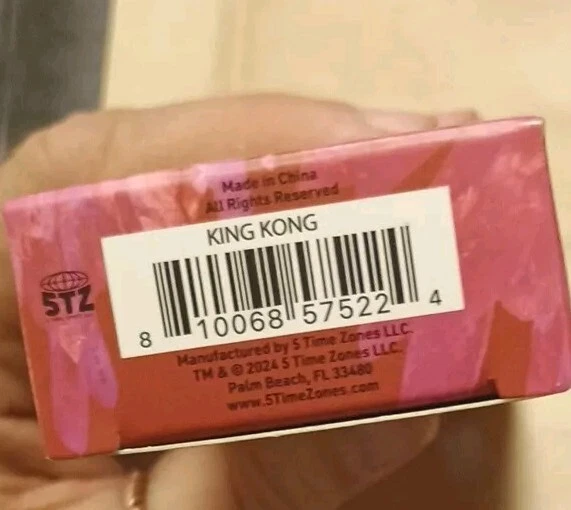 Made in China
All Rights Reserved
KING KONG
5TZ
8 10068 57522 4
Manufactured by 5 Time Zones LLC.
TM & © 2024 5 Time Zones LLC.
Palm Beach, FL 33480
www.5TimeZones.com